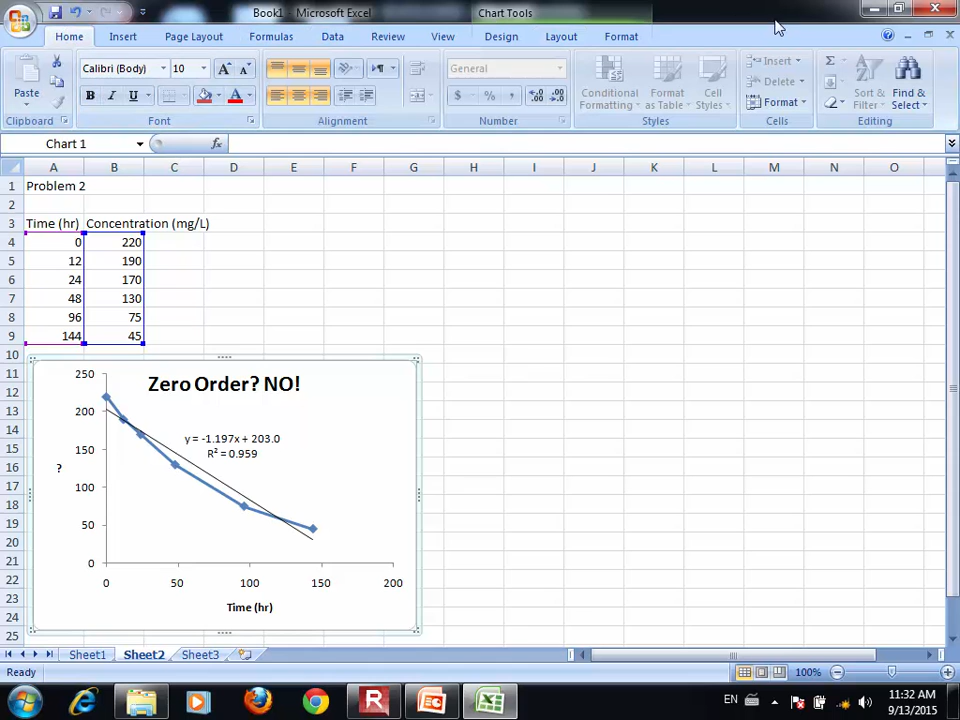 Book1 - Microsoft Excel
Chart Tools
Home Insert Page Layout Formulas Data Review View Design Layout Format
Paste
Calibri (Body) 10 A A
B I U A
General
$ % ,
Conditional Formatting
Format as Table
Cell Styles
Insert
Delete
Format
Σ
Sort & Filter
Find & Select
Clipboard Font Alignment Number Styles Cells Editing
Chart 1 fx
A B C D E F G H I J K L M N O
1 Problem 2
2
3 Time (hr) Concentration (mg/L)
4 0 220
5 12 190
6 24 170
7 48 130
8 96 75
9 144 45
10
11
12
13
14
15
16
17
18
19
20
21
22
23
24
25
Zero Order? NO!
250
200
150
100
50
0
?
y = -1.197x + 203.0
R² = 0.959
0 50 100 150 200
Time (hr)
Sheet1 Sheet2 Sheet3
Ready
100%
EN
11:32 AM
9/13/2015